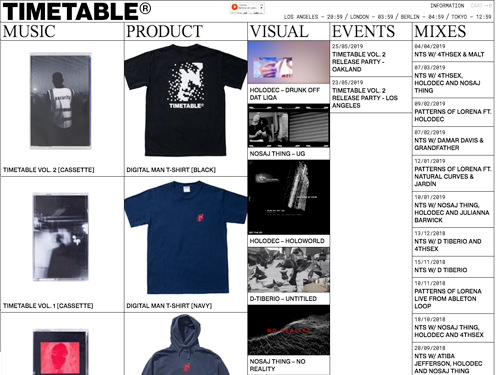 TIMETABLE®
INFORMATION
LOS ANGELES - 20:59 / LONDON - 03:59 / BERLIN - 04:59 / TOKYO - 12:59
MUSIC
TIMETABLE VOL. 2 [CASSETTE]
TIMETABLE VOL. 1 [CASSETTE]
PRODUCT
TIMETABLE
DIGITAL MAN T-SHIRT [BLACK]
DIGITAL MAN T-SHIRT [NAVY]
VISUAL
HOLODEC – DRUNK OFF
DAT LIQA
NOSAJ THING – UG
HOLODEC – HOLOWORLD
D-TIBERIO – UNTITLED
NO REALITY
NOSAJ THING – NO
REALITY
EVENTS
25/05/2019
TIMETABLE VOL. 2
RELEASE PARTY -
OAKLAND
23/05/2019
TIMETABLE VOL. 2
RELEASE PARTY - LOS
ANGELES
MIXES
04/04/2019
NTS W/ 4THSEX & MALT
07/03/2019
NTS W/ 4THSEX,
HOLODEC AND NOSAJ
THING
09/02/2019
PATTERNS OF LORENA FT.
HOLODEC
07/02/2019
NTS W/ DAMAR DAVIS &
GRANDFATHER
12/01/2019
PATTERNS OF LORENA FT.
NATURAL CURVES &
JARDÍN
10/01/2019
NTS W/ NOSAJ THING,
HOLODEC AND JULIANNA
BARWICK
13/12/2018
NTS W/ D TIBERIO AND
4THSEX
15/11/2018
NTS W/ D TIBERIO
10/11/2018
PATTERNS OF LORENA
LIVE FROM ABLETON
LOOP
18/10/2018
NTS W/ NOSAJ THING,
HOLODEC AND 4THSEX
20/09/2018
NTS W/ ATIBA
JEFFERSON, HOLODEC
AND NOSAJ THING